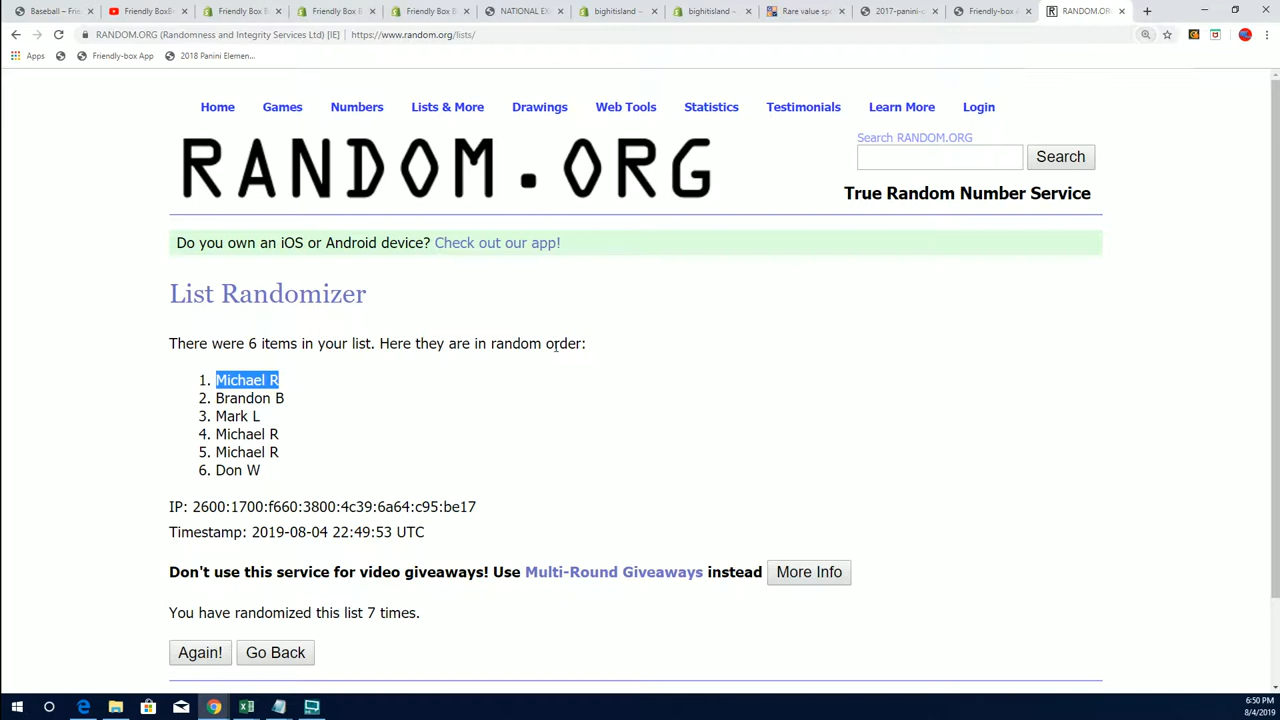 Baseball – Frie
FriendlyBoxB
Friendly Box B
Friendly Box B
Friendly Box B
NATIONAL EX
bighitisland –
bighitisland –
Rare value sp
2017-panini-c
Friendly-box A
RANDOM.OR
RANDOM.ORG (Randomness and Integrity Services Ltd) [IE] | https://www.random.org/lists/
Apps
Friendly-box App
2018 Panini Elemen...
Home Games Numbers Lists & More Drawings Web Tools Statistics Testimonials Learn More Login
RANDOM.ORG
Search RANDOM.ORG
Search
True Random Number Service
Do you own an iOS or Android device? Check out our app!
List Randomizer
There were 6 items in your list. Here they are in random order:
1. Michael R
2. Brandon B
3. Mark L
4. Michael R
5. Michael R
6. Don W
IP: 2600:1700:f660:3800:4c39:6a64:c95:be17
Timestamp: 2019-08-04 22:49:53 UTC
Don't use this service for video giveaways! Use Multi-Round Giveaways instead More Info
You have randomized this list 7 times.
Again! Go Back
6:50 PM
8/4/2019